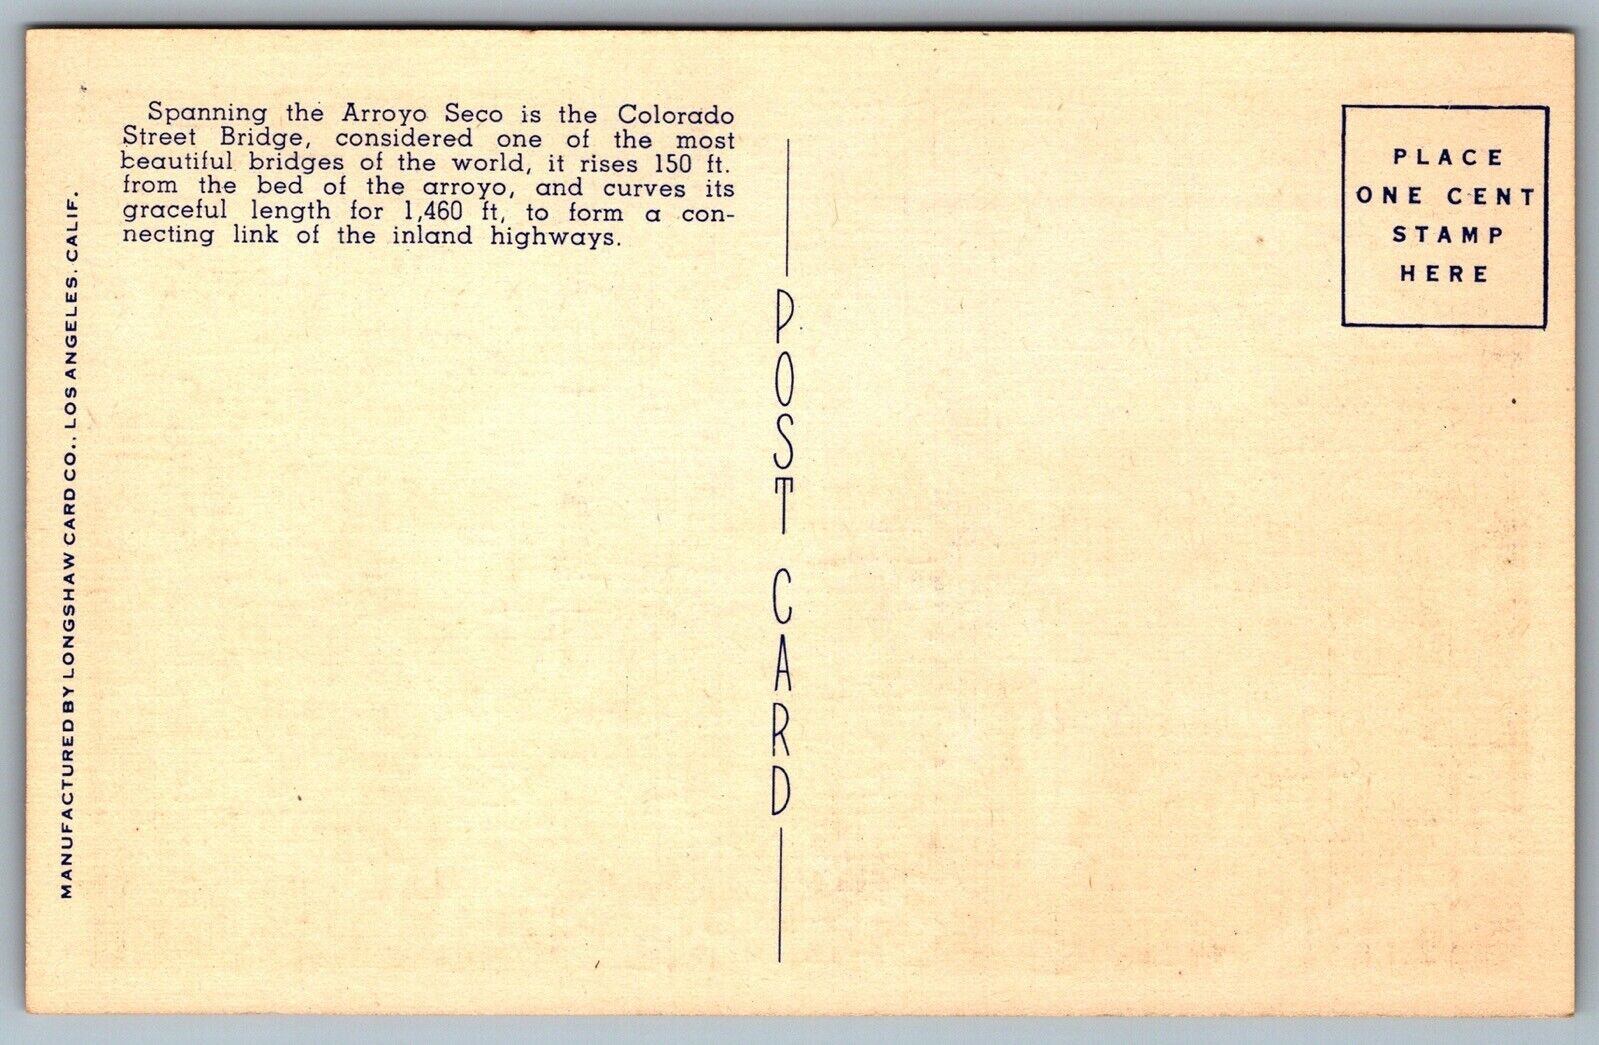 Spanning the Arroyo Seco is the Colorado
Street Bridge, considered one of the most
beautiful bridges of the world, it rises 150 ft.
from the bed of the arroyo, and curves its
graceful length for 1,460 ft, to form a con-
necting link of the inland highways.
MANUFACTURED BY LONGSHAW CARD CO., LOS ANGELES, CALIF.
POST CARD
PLACE
ONE CENT
STAMP
HERE